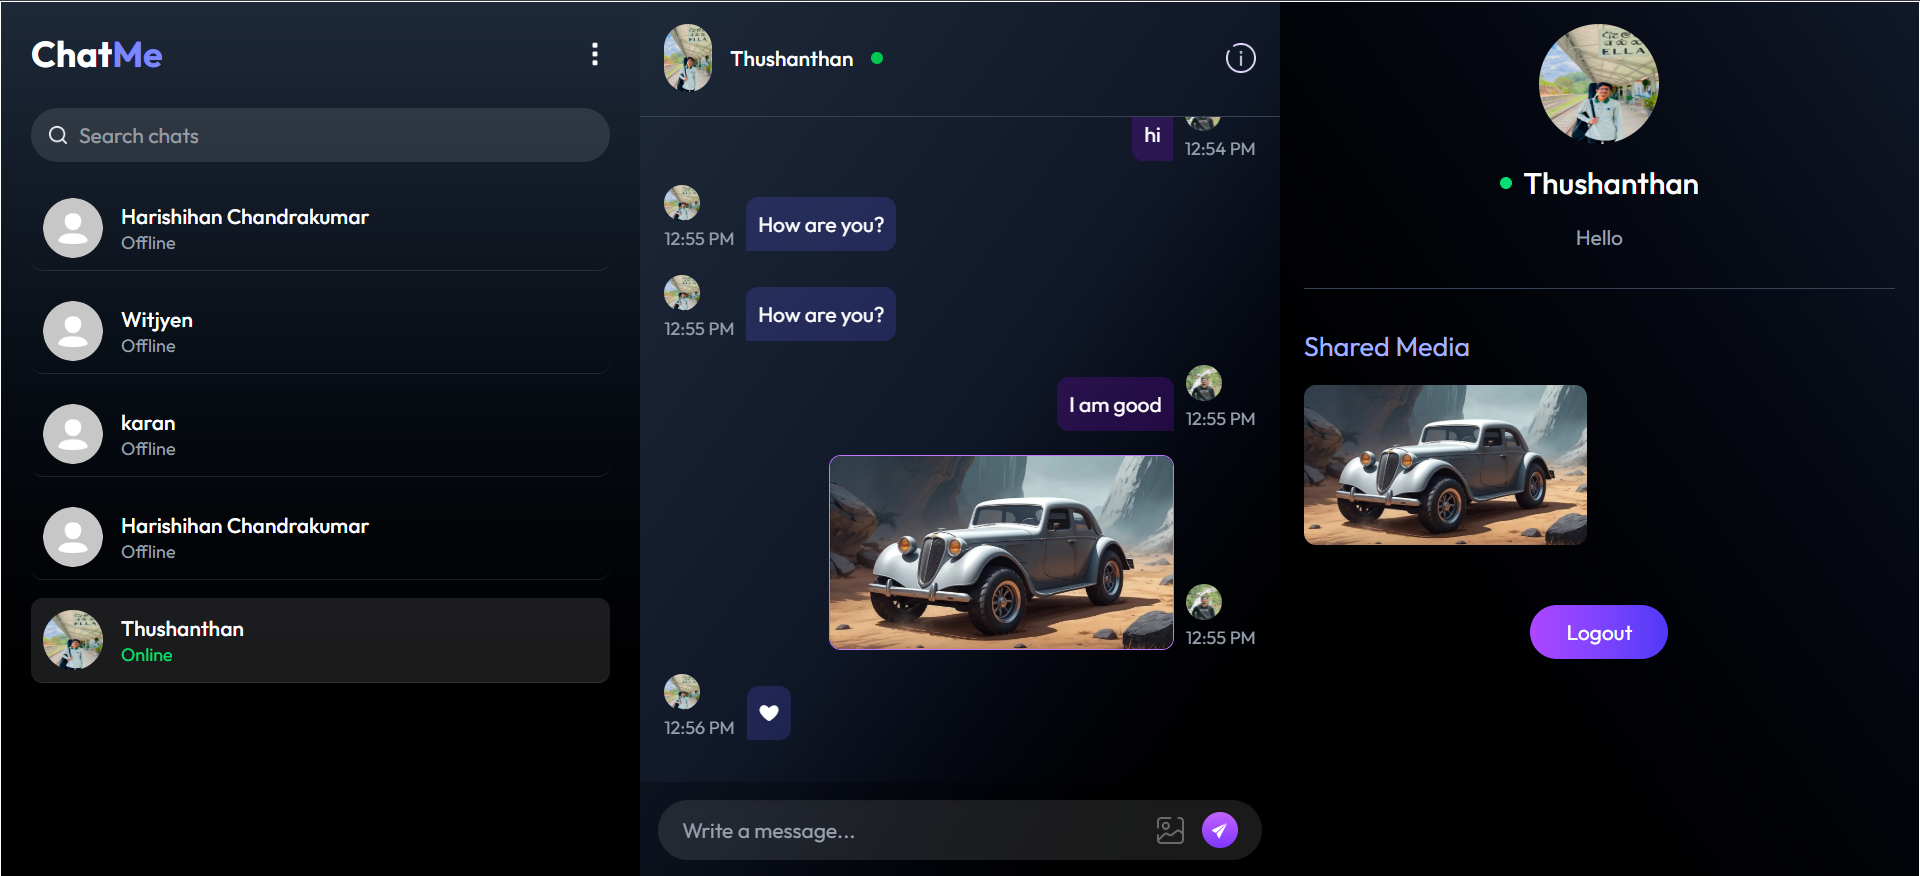 ChatMe
Search chats
Harishihan Chandrakumar
Offline
Witjyen
Offline
karan
Offline
Harishihan Chandrakumar
Offline
Thushanthan
Online
Thushanthan
hi
12:54 PM
How are you?
12:55 PM
How are you?
12:55 PM
I am good
12:55 PM
12:55 PM
12:56 PM
Write a message...
ELLA
Thushanthan
Hello
Shared Media
Logout